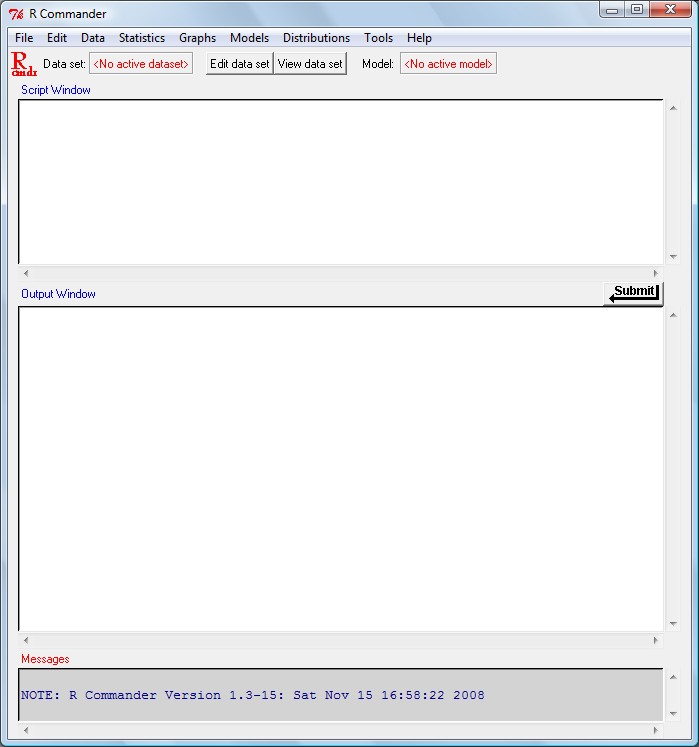 R Commander
File Edit Data Statistics Graphs Models Distributions Tools Help
R Data set: <No active dataset> Edit data set View data set Model: <No active model>
cmdr
Script Window
Output Window Submit
Messages
NOTE: R Commander Version 1.3-15: Sat Nov 15 16:58:22 2008